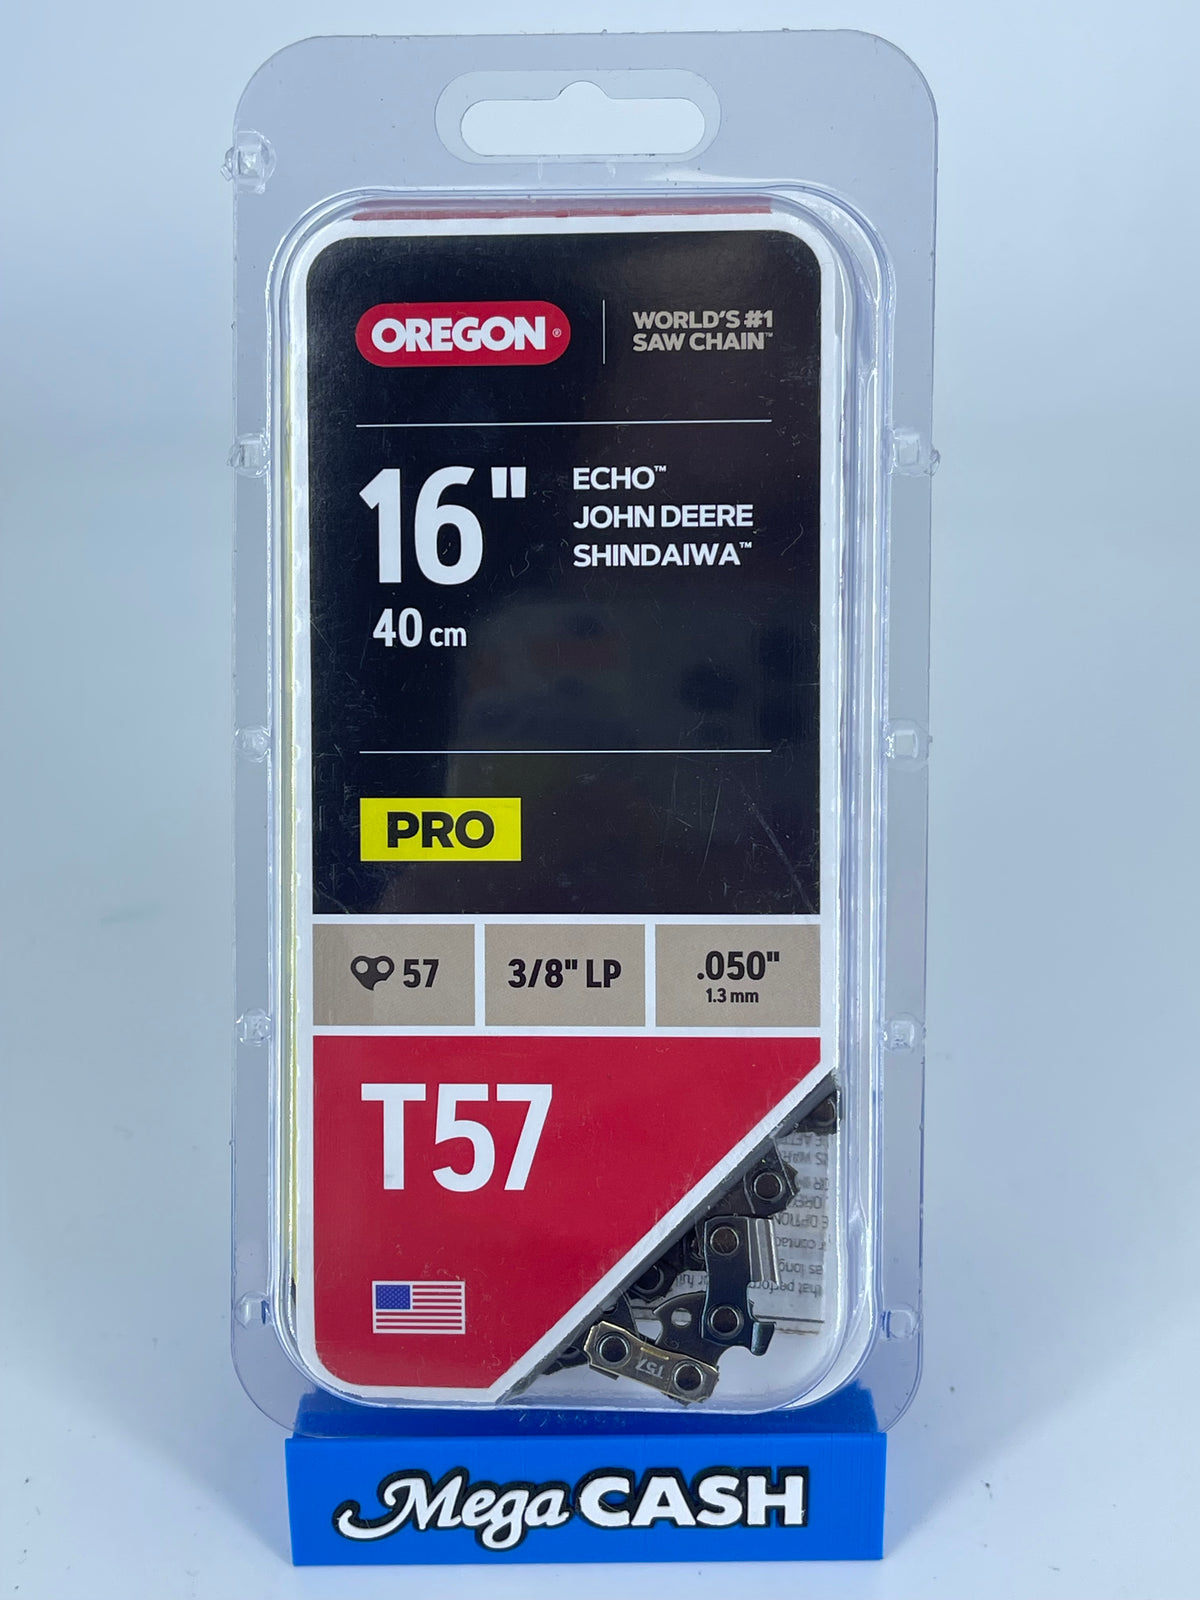 OREGON®
WORLD'S #1
SAW CHAIN™
16"
40 cm
ECHO™
JOHN DEERE
SHINDAIWA™
PRO
57
3/8" LP
.050"
1.3 mm
T57
T57
Mega CASH